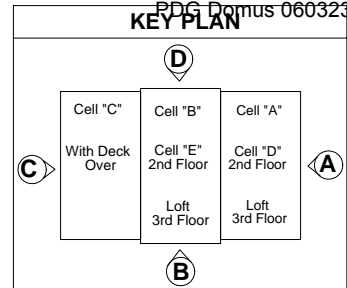 PDG Domus 060323
KEY PLAN
D
Cell "C"
Cell "B"
Cell "A"
With Deck
Over
Cell "E"
2nd Floor
Cell "D"
2nd Floor
C
A
Loft
3rd Floor
Loft
3rd Floor
B